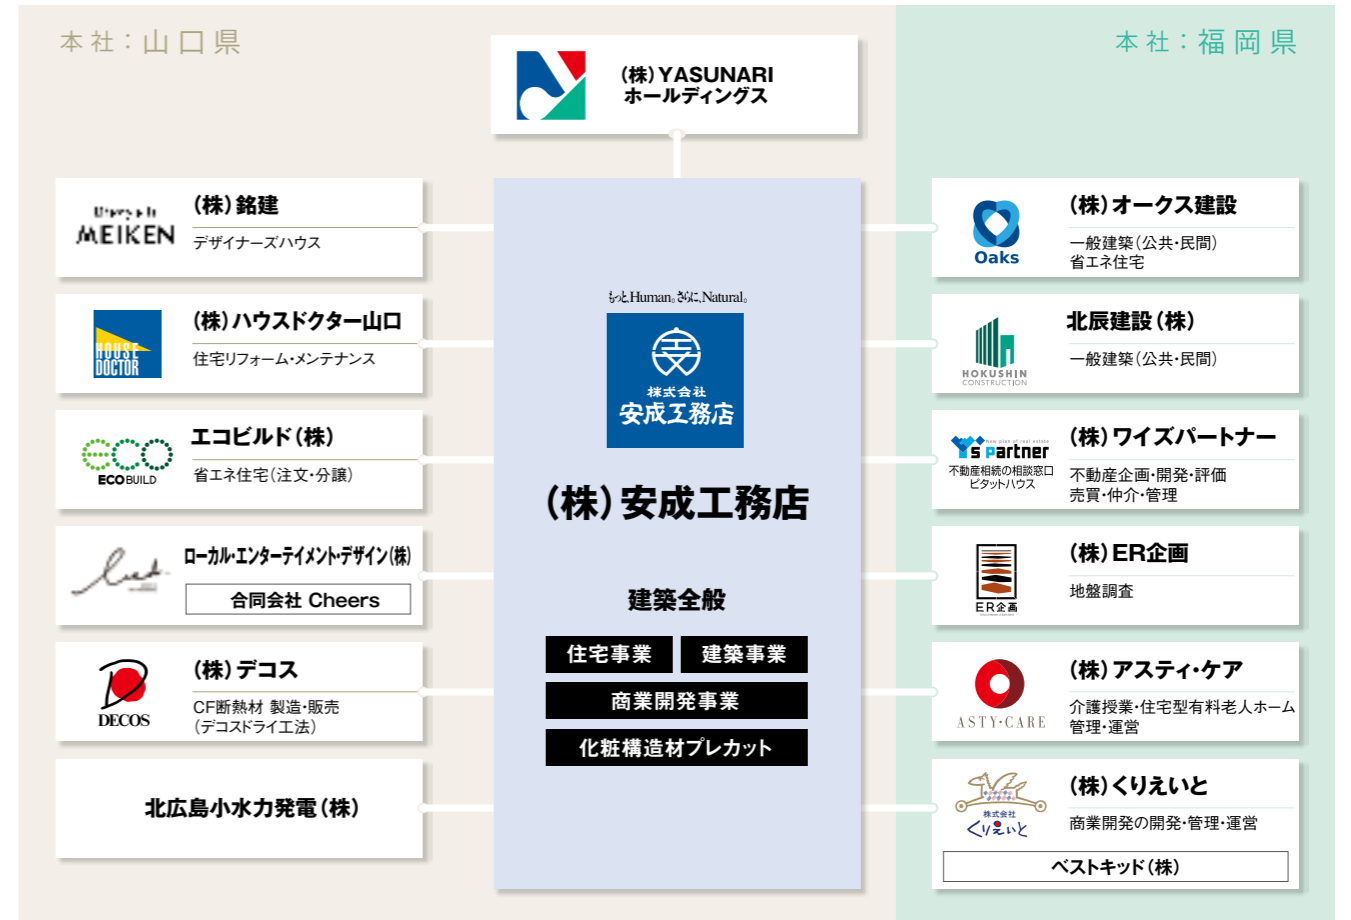 本社：山口県
本社：福岡県
（株）YASUNARI
ホールディングス
MEIKEN
（株）銘建
デザイナーズハウス
HOUSE
DOCTOR
（株）ハウスドクター山口
住宅リフォーム・メンテナンス
eco
ECOBUILD
エコビルド（株）
省エネ住宅（注文・分譲）
ローカル・エンターテイメント・デザイン（株）
合同会社 Cheers
DECOS
（株）デコス
CF断熱材 製造・販売
（デコスドライ工法）
北広島小水力発電（株）
もっと、Human。さらに、Natural。
株式会社
安成工務店
（株）安成工務店
建築全般
住宅事業
建築事業
商業開発事業
化粧構造材プレカット
Oaks
（株）オークス建設
一般建築（公共・民間）
省エネ住宅
HOKUSHIN
CONSTRUCTION
北辰建設（株）
一般建築（公共・民間）
New plan of real estate
Y's Partner
不動産相続の相談窓口
ピタットハウス
（株）ワイズパートナー
不動産企画・開発・評価
売買・仲介・管理
ER企画
（株）ER企画
地盤調査
ASTY・CARE
（株）アスティ・ケア
介護授業・住宅型有料老人ホーム
管理・運営
株式会社
くりえいと
（株）くりえいと
商業開発の開発・管理・運営
ベストキッド（株）